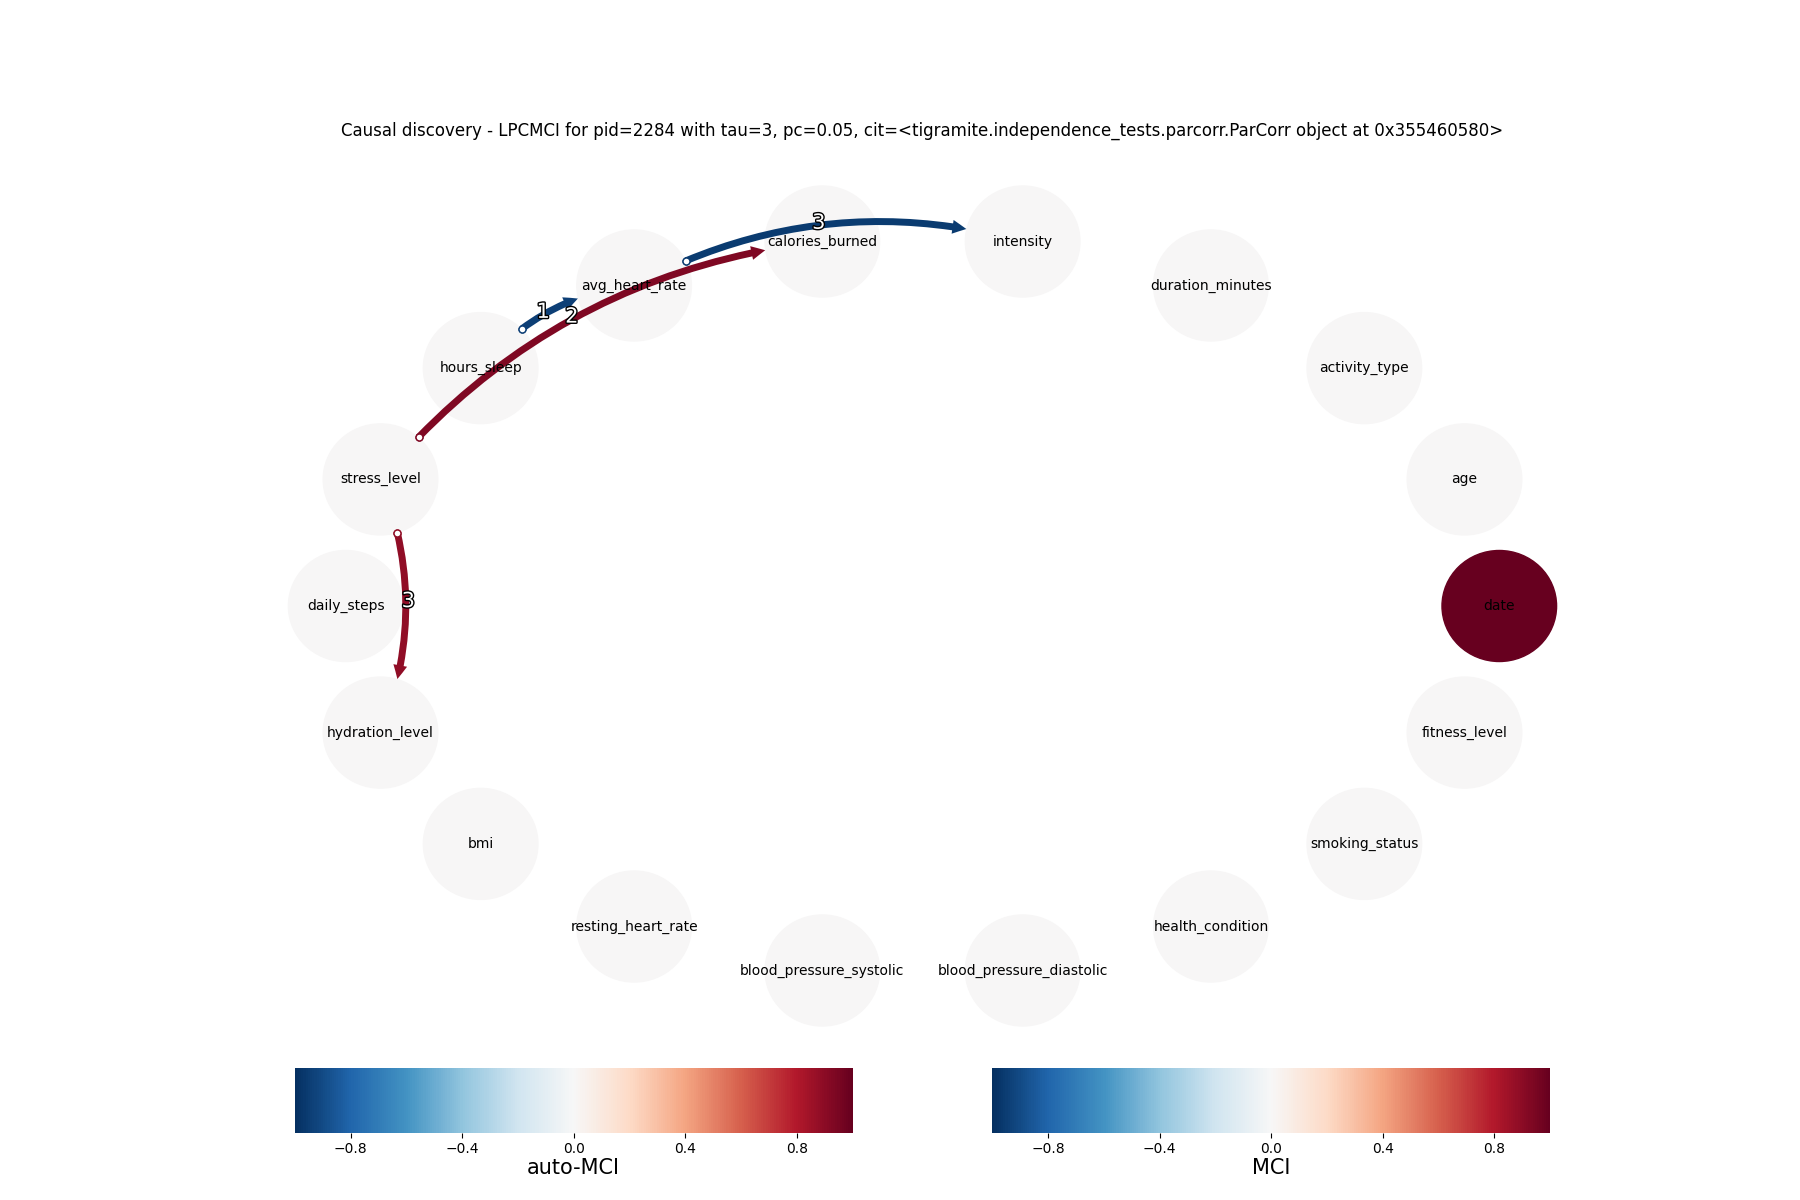 Causal discovery - LPCMCI for pid=2284 with tau=3, pc=0.05, cit=<tigramite.independence_tests.parcorr.ParCorr object at 0x355460580>
3
calories_burned
intensity
avg_heart_rate
duration_minutes
1
2
hours_sleep
activity_type
stress_level
age
daily_steps
3
date
hydration_level
fitness_level
bmi
smoking_status
resting_heart_rate
health_condition
blood_pressure_systolic
blood_pressure_diastolic
−0.8 −0.4 0.0 0.4 0.8
auto-MCI
−0.8 −0.4 0.0 0.4 0.8
MCI